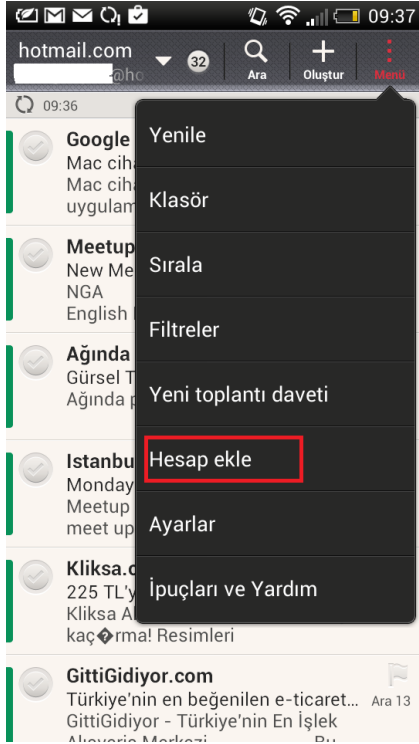 09:37
hotmail.com
@ho
32
Ara
Oluştur
Menü
09:36
Yenile
Klasör
Sırala
Filtreler
Yeni toplantı daveti
Hesap ekle
Ayarlar
İpuçları ve Yardım
Google
Mac
Mac
Meetup
New Me
NGA
English
Ağında
Gürsel T
Ağında
Istanbu
Monday
Meetup
meet up
Kliksa.c
225 TL'y
Kliksa Al
kaç�rma! Resimleri
GittiGidiyor.com
Türkiye'nin en beğenilen e-ticaret... Ara 13
GittiGidiyor - Türkiye'nin En İşlek